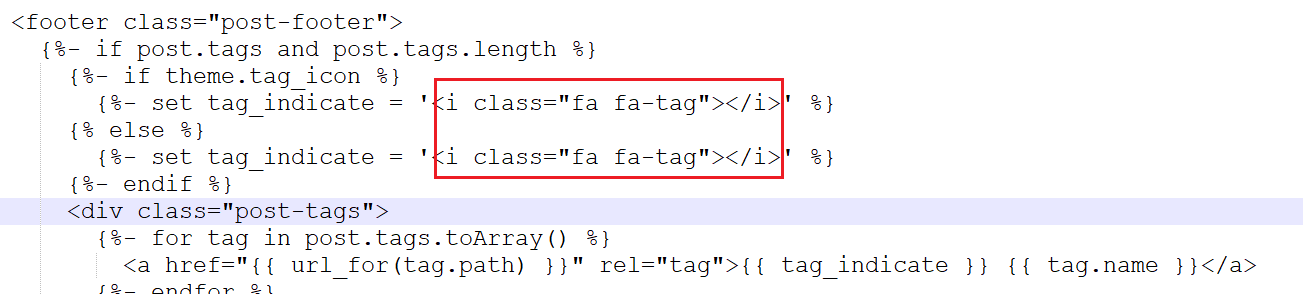 <footer class="post-footer">
{%- if post.tags and post.tags.length %}
{%- if theme.tag_icon %}
{%- set tag_indicate = '<i class="fa fa-tag"></i>' %}
{% else %}
{%- set tag_indicate = '<i class="fa fa-tag"></i>' %}
{%- endif %}
<div class="post-tags">
{%- for tag in post.tags.toArray() %}
<a href="{{ url_for(tag.path) }}" rel="tag">{{ tag_indicate }} {{ tag.name }}</a>
{%- endfor %}